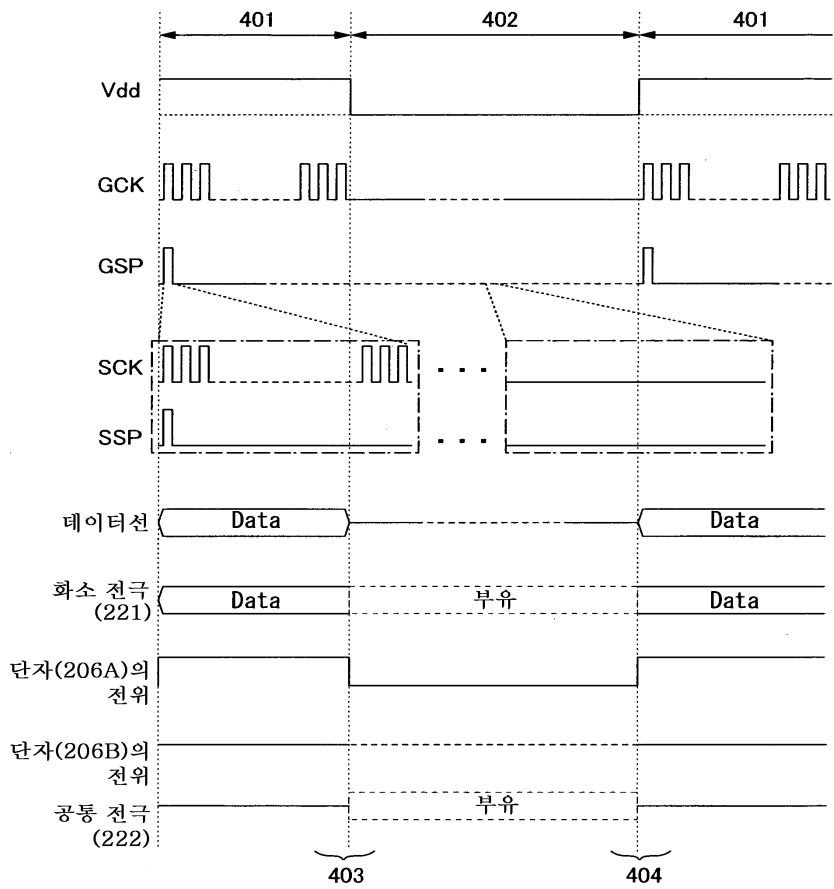 401 402 401
Vdd
GCK
GSP
SCK
SSP
데이터선 Data Data
화소 전극
(221) Data 부유 Data
단자(206A)의
전위
단자(206B)의
전위
공통 전극
(222) 부유
403 404